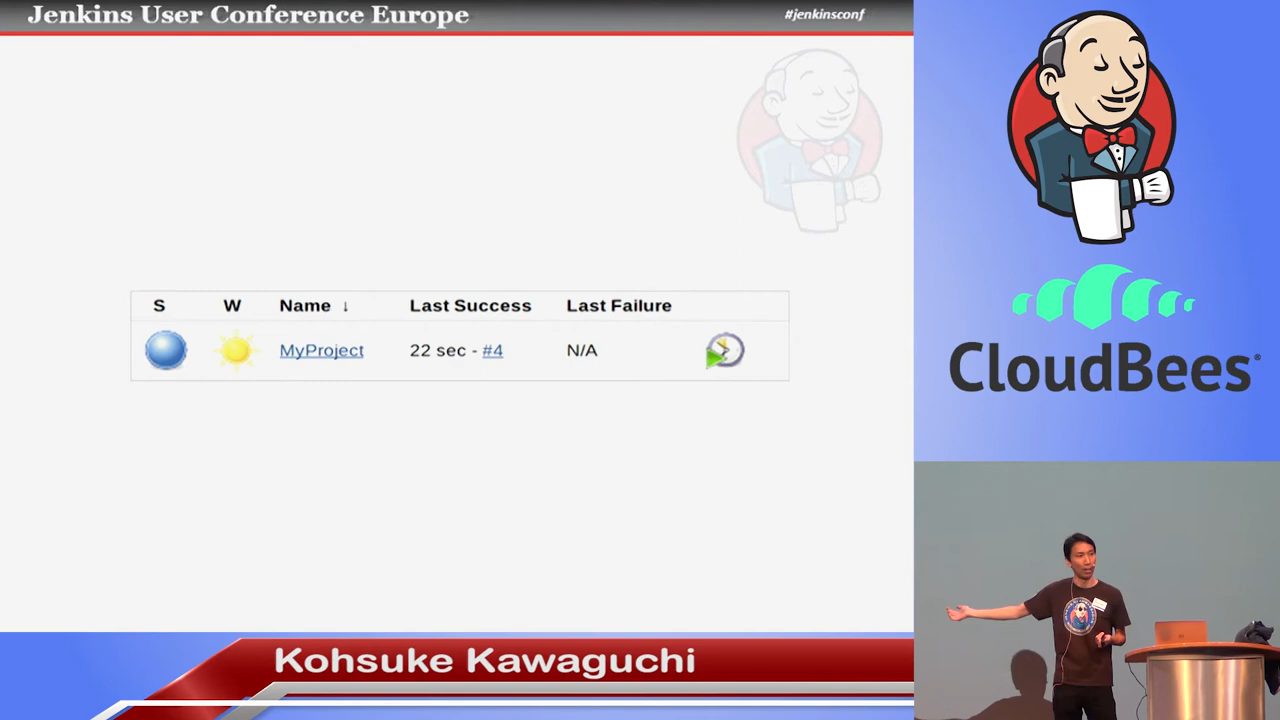 Jenkins User Conference Europe
#jenkinsconf
S W Name ↓ Last Success Last Failure
MyProject 22 sec - #4 N/A
CloudBees
Kohsuke Kawaguchi